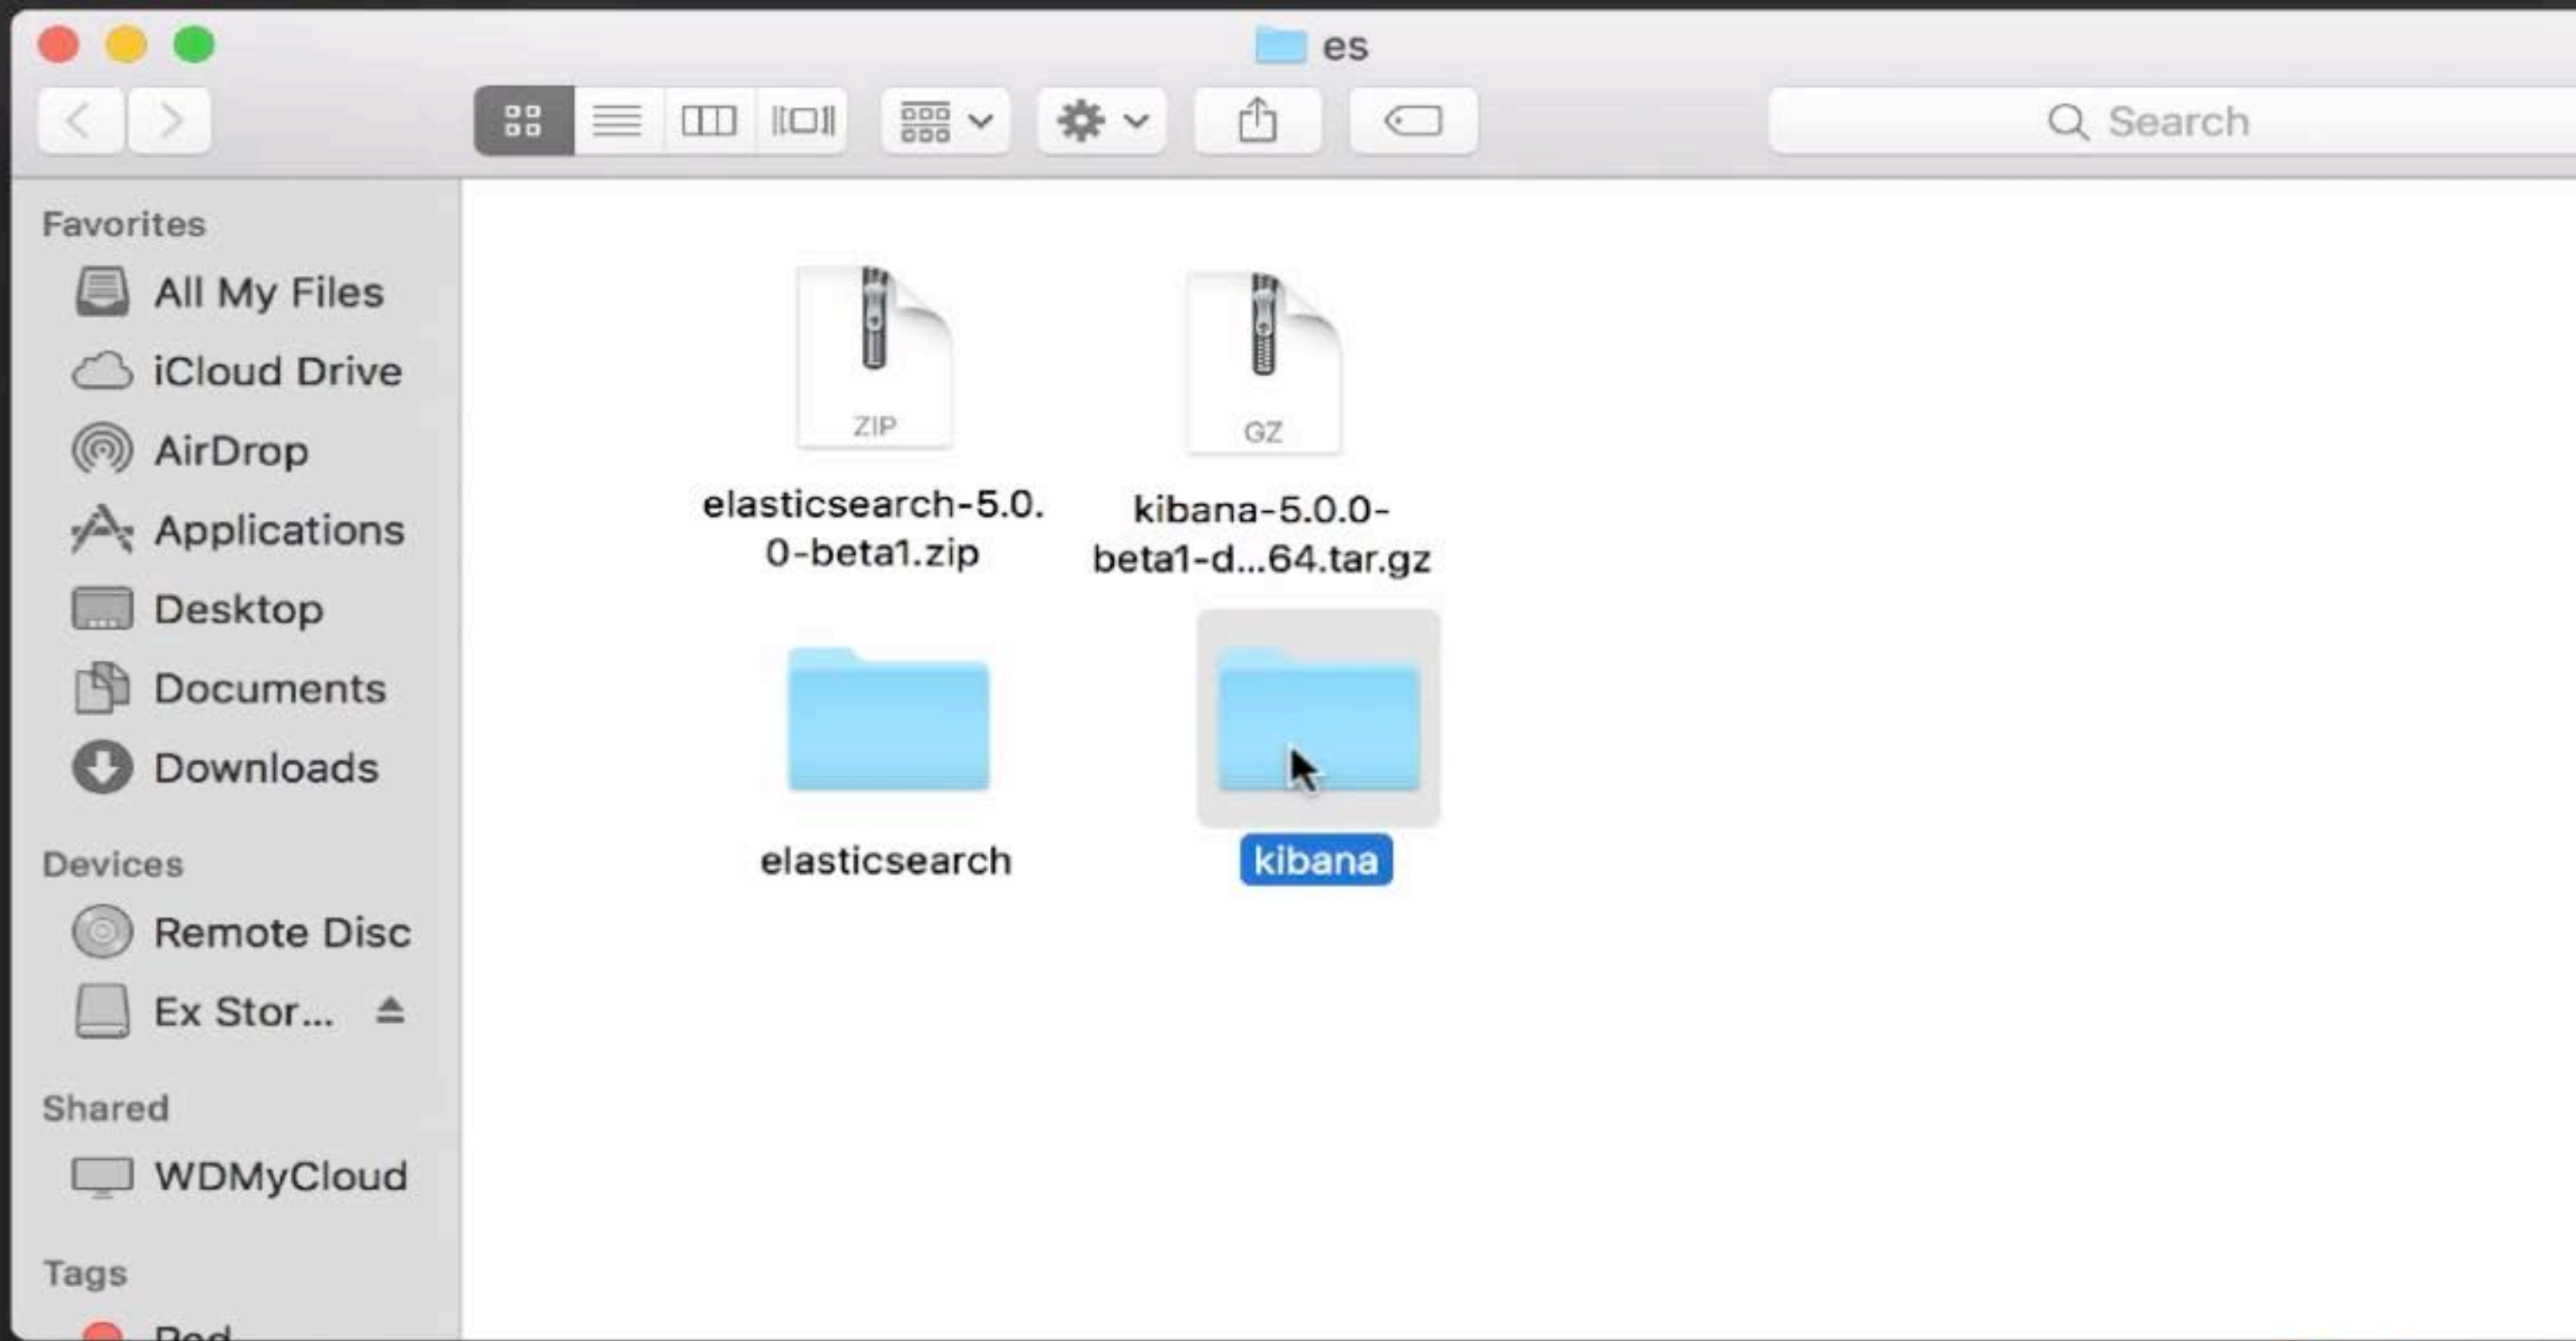 es
Search
Favorites
All My Files
iCloud Drive
AirDrop
Applications
Desktop
Documents
Downloads
Devices
Remote Disc
Ex Stor...
Shared
WDMyCloud
Tags
Red
ZIP
elasticsearch-5.0.
0-beta1.zip
GZ
kibana-5.0.0-
beta1-d...64.tar.gz
elasticsearch
kibana